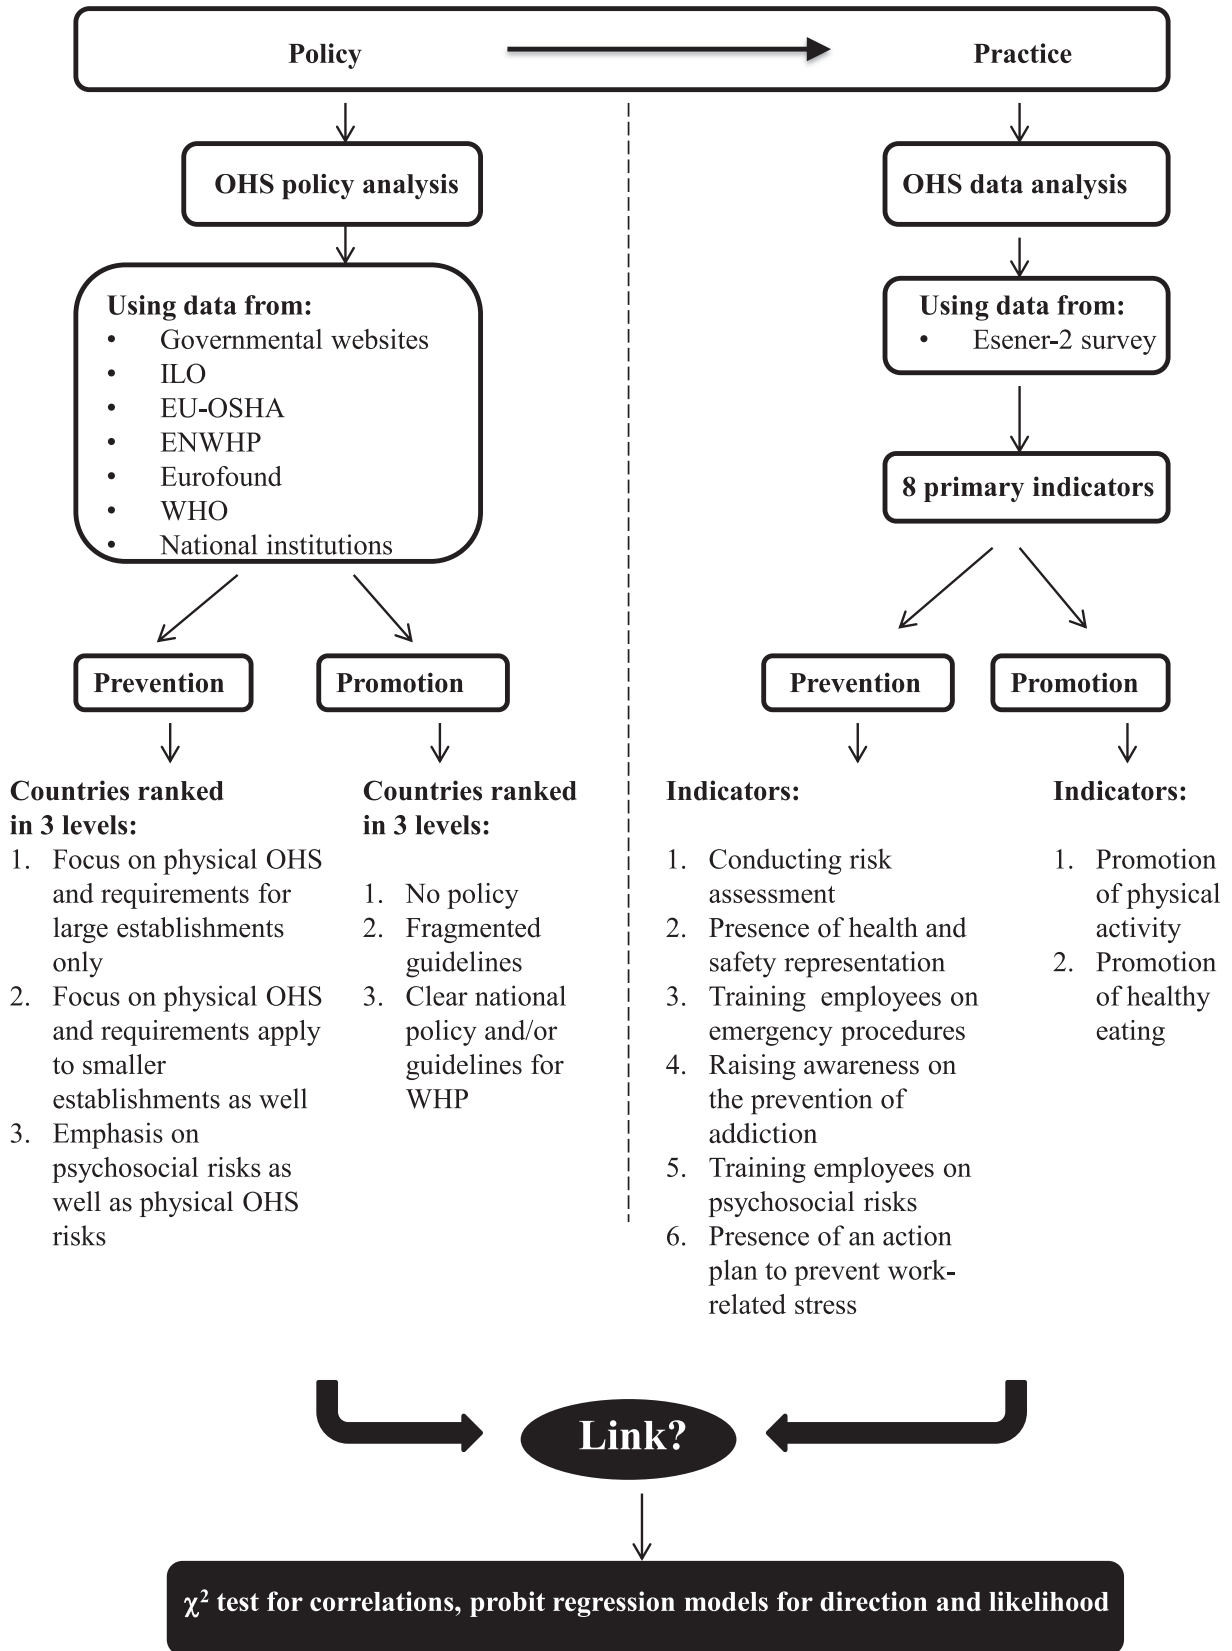 Policy
Practice
OHS policy analysis
OHS data analysis
Using data from:
• Governmental websites
• ILO
• EU-OSHA
• ENWHP
• Eurofound
• WHO
• National institutions
Using data from:
• Esener-2 survey
8 primary indicators
Prevention
Promotion
Prevention
Promotion
Countries ranked
in 3 levels:
1. Focus on physical OHS
and requirements for
large establishments
only
2. Focus on physical OHS
and requirements apply
to smaller
establishments as well
3. Emphasis on
psychosocial risks as
well as physical OHS
risks
Countries ranked
in 3 levels:
1. No policy
2. Fragmented
guidelines
3. Clear national
policy and/or
guidelines for
WHP
Indicators:
1. Conducting risk
assessment
2. Presence of health and
safety representation
3. Training employees on
emergency procedures
4. Raising awareness on
the prevention of
addiction
5. Training employees on
psychosocial risks
6. Presence of an action
plan to prevent work-
related stress
Indicators:
1. Promotion
of physical
activity
2. Promotion
of healthy
eating
Link?
χ² test for correlations, probit regression models for direction and likelihood